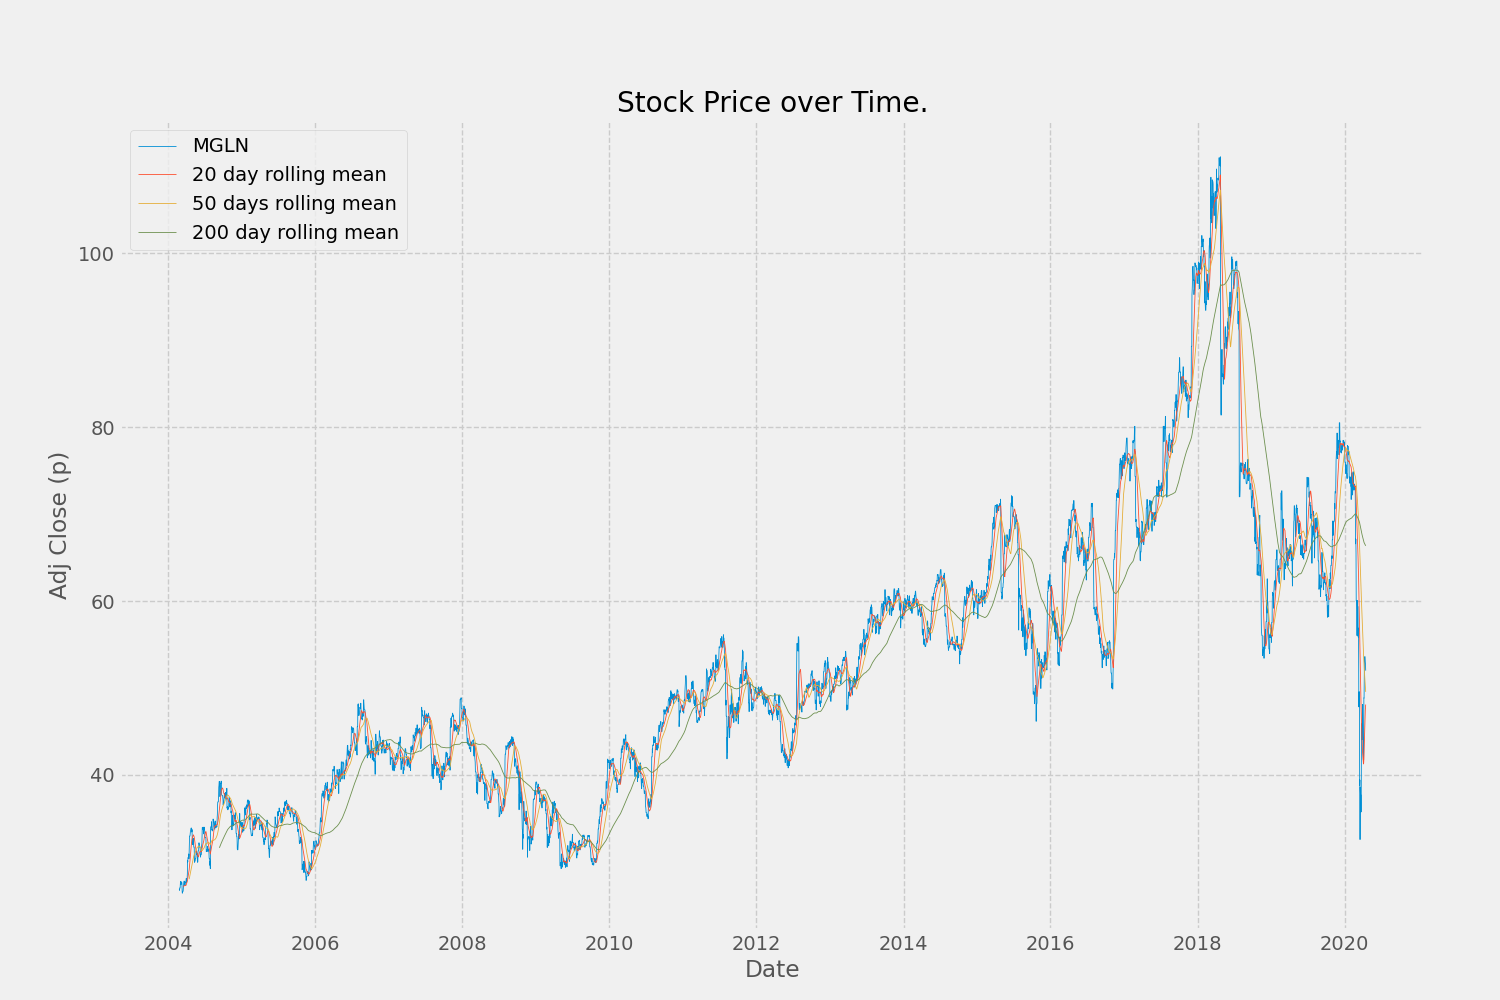 Stock Price over Time.
MGLN
20 day rolling mean
50 days rolling mean
200 day rolling mean
Adj Close (p)
100
80
60
40
2004 2006 2008 2010 2012 2014 2016 2018 2020
Date